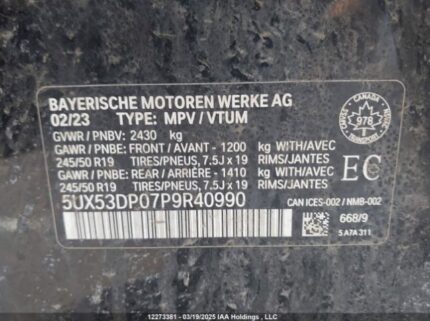 BAYERISCHE MOTOREN WERKE AG
02/23 TYPE: MPV / VTUM
GVWR / PNBV: 2430 kg
GAWR / PNBE: FRONT / AVANT - 1200 kg WITH/AVEC
245/50 R19 TIRES/PNEUS, 7.5J x 19 RIMS/JANTES
GAWR / PNBE: REAR / ARRIÈRE - 1410 kg WITH/AVEC
245/50 R19 TIRES/PNEUS, 7.5J x 19 RIMS/JANTES
5UX53DP07P9R40990
978
EC
CAN ICES-002 / NMB-002
668/9
5 A7A 311
12273381 - 03/19/2025 IAA Holdings, LLC